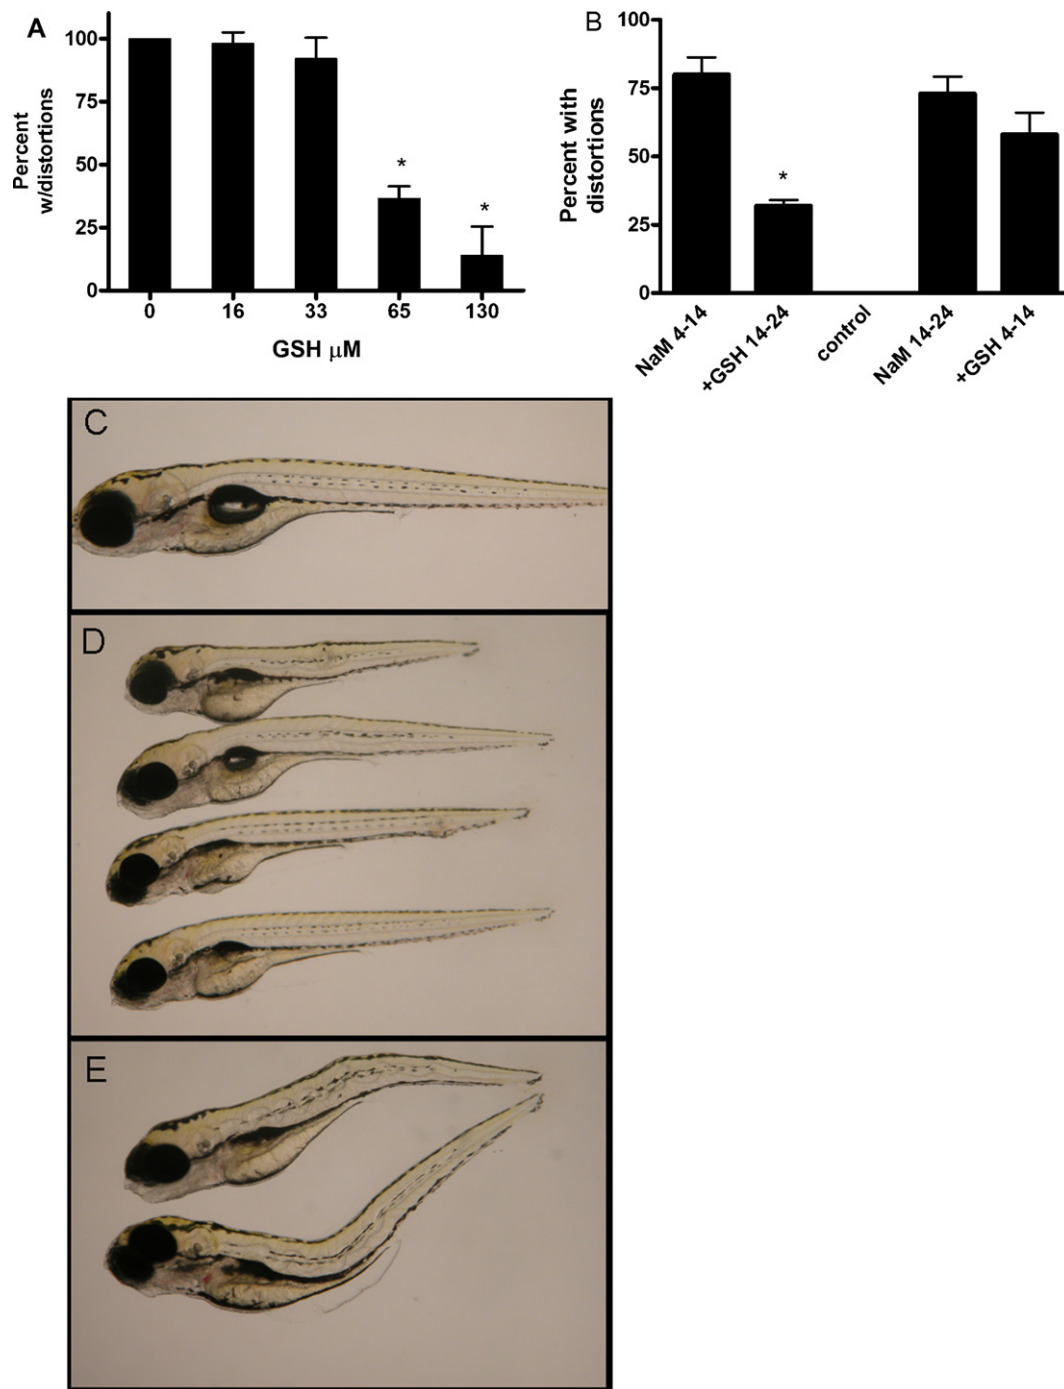 A
Percent
w/distortions
100
75
50
25
0
*
*
0 16 33 65 130
GSH μM
B
Percent with
distortions
100
75
50
25
0
*
NaM 4-14
+GSH 14-24
control
NaM 14-24
+GSH 4-14
C
D
E